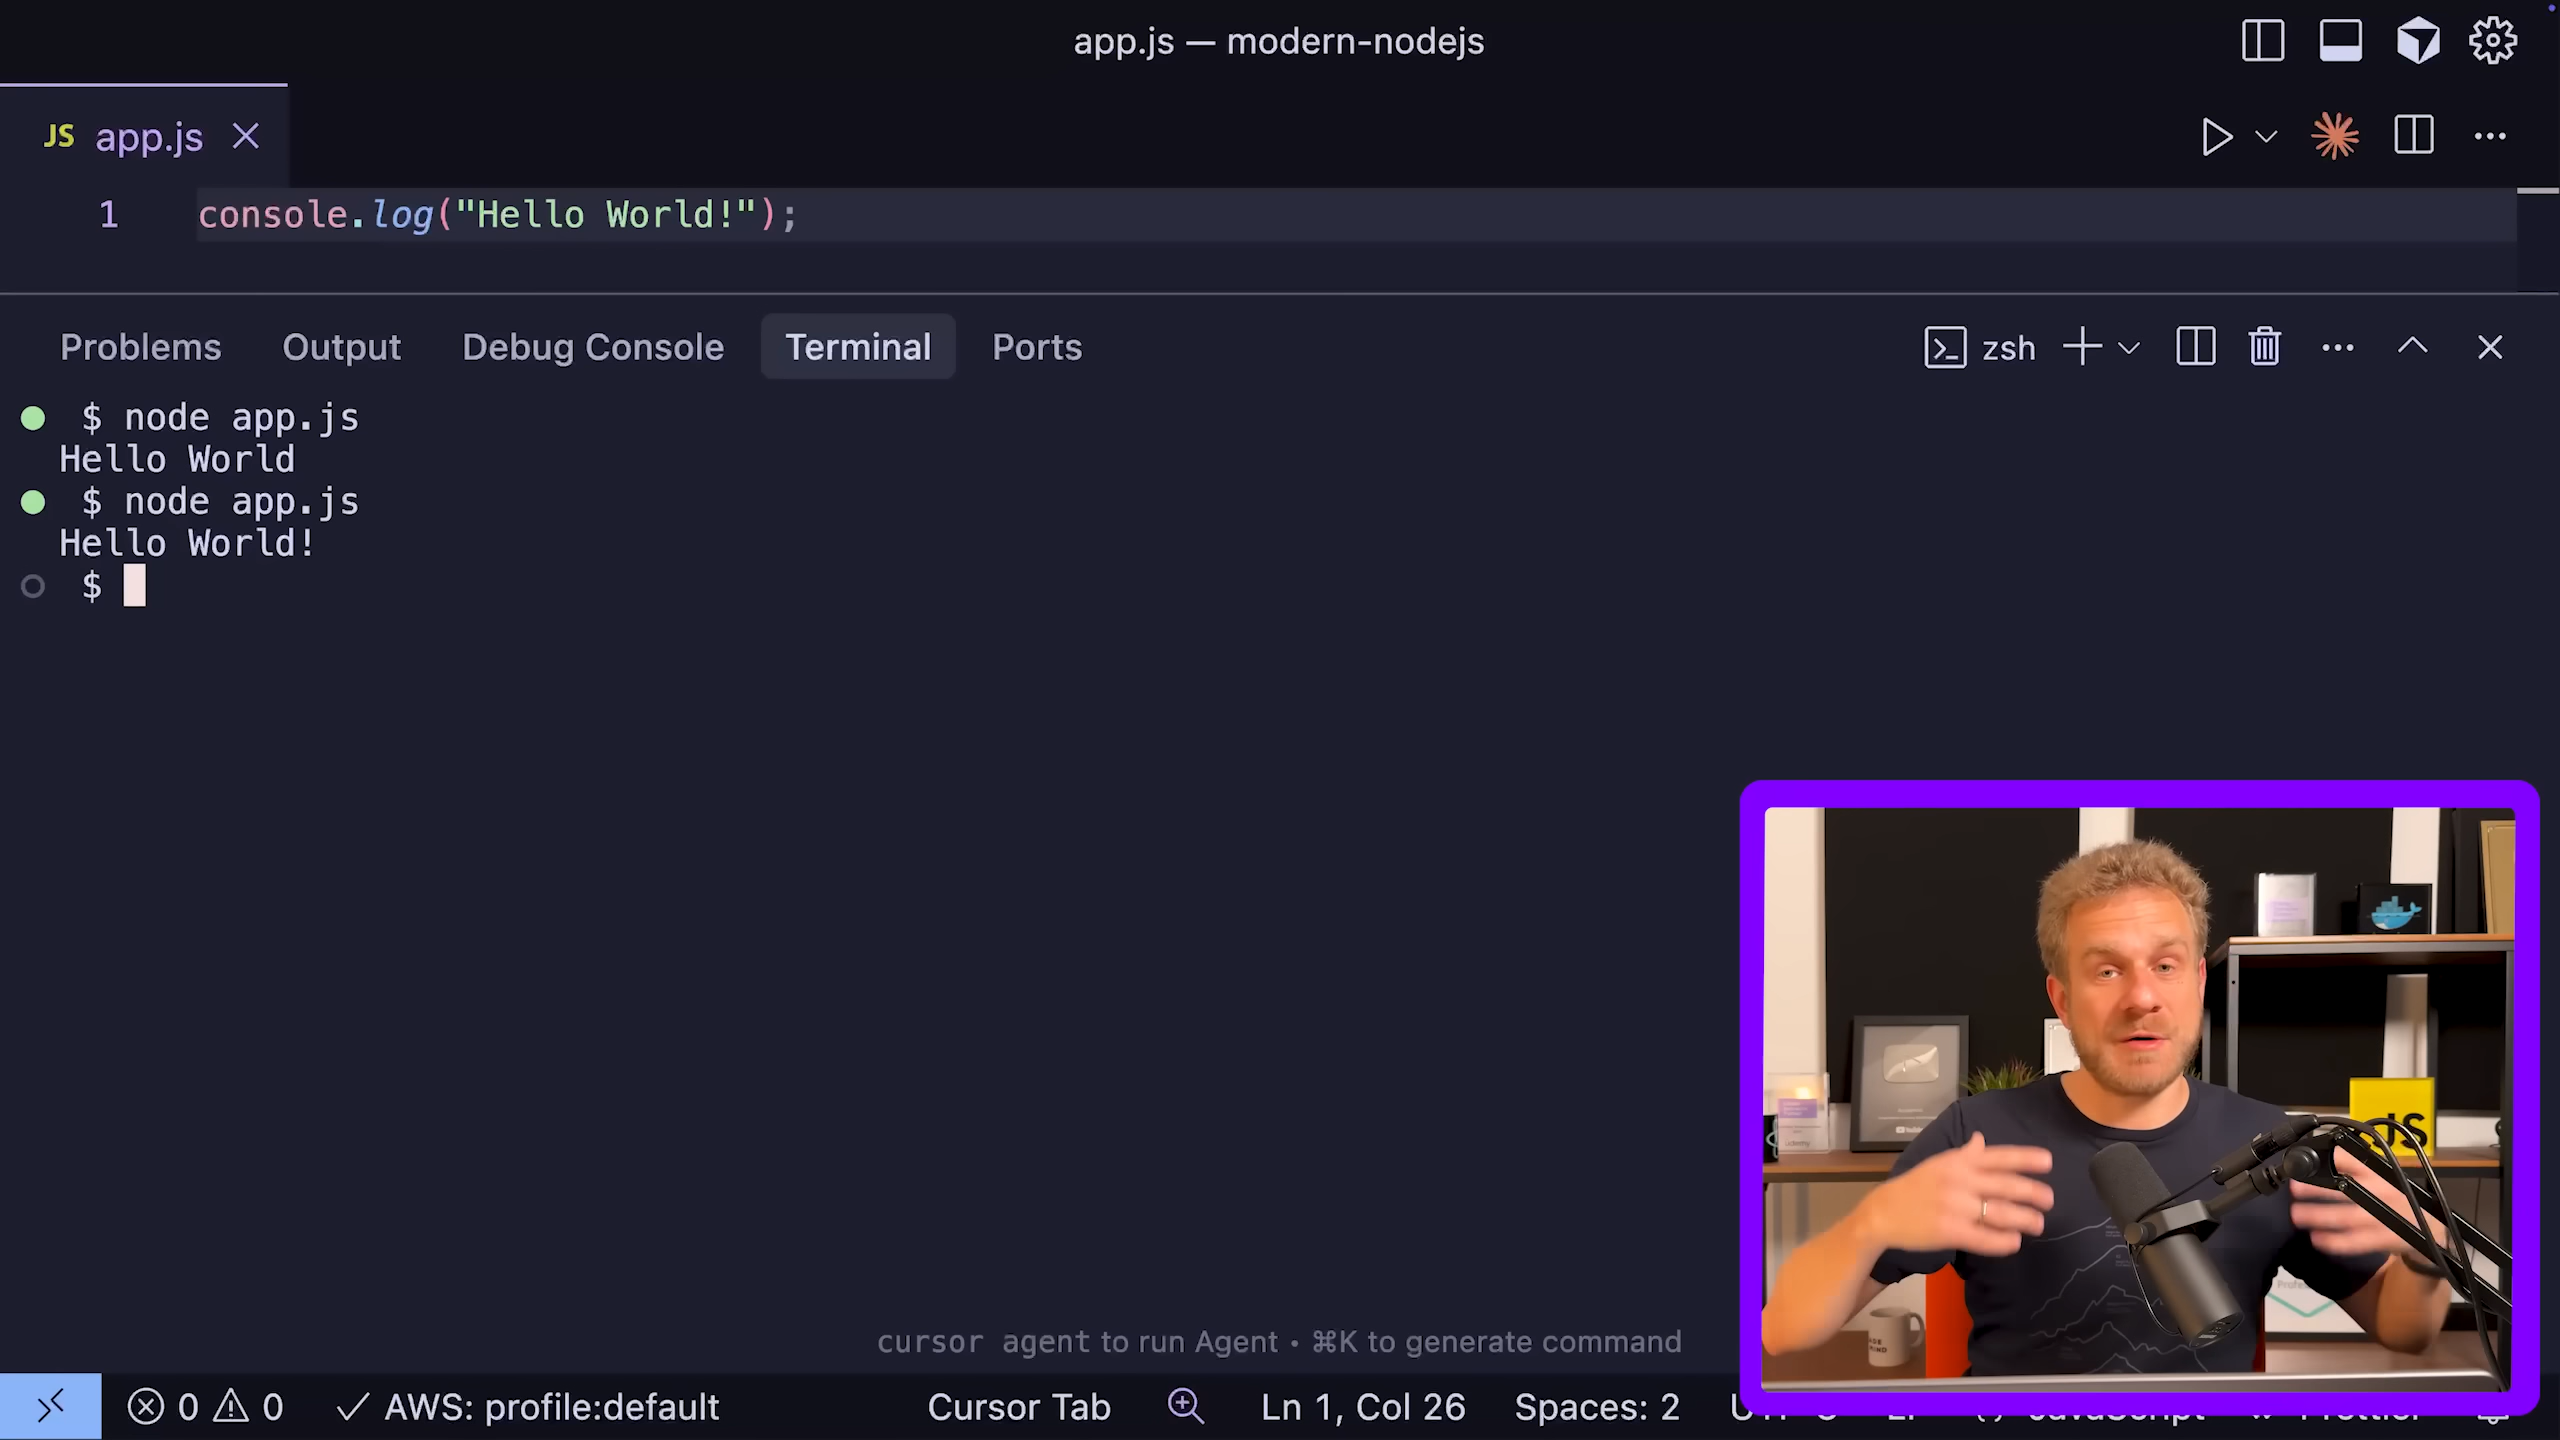 app.js — modern-nodejs
JS app.js
1 console.log("Hello World!");
Problems Output Debug Console Terminal Ports zsh
$ node app.js
Hello World
$ node app.js
Hello World!
$
JS
cursor agent to run Agent • ⌘K to generate command
0 0 AWS: profile:default Cursor Tab Ln 1, Col 26 Spaces: 2